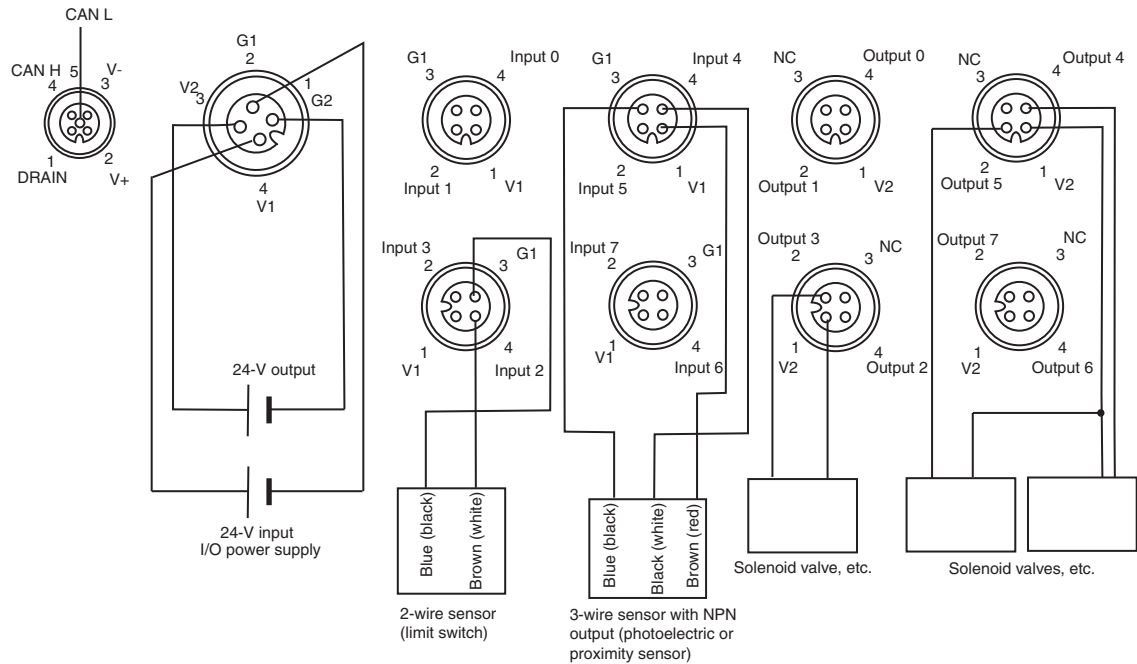 CAN L
CAN H
5
V-
4
3
1
2
DRAIN
V+
G1
2
V2
3
1
G2
4
V1
G1
Input 0
3
4
2
1
Input 1
V1
G1
Input 4
3
4
2
1
Input 5
V1
NC
Output 0
3
4
2
1
Output 1
V2
NC
Output 4
3
4
2
1
Output 5
V2
Input 3
G1
2
3
1
4
V1
Input 2
Input 7
G1
2
3
1
4
V1
Input 6
Output 3
NC
2
3
1
4
V2
Output 2
Output 7
NC
2
3
1
4
V2
Output 6
24-V output
24-V input
I/O power supply
Blue (black)
Brown (white)
2-wire sensor
(limit switch)
Blue (black)
Black (white)
Brown (red)
3-wire sensor with NPN
output (photoelectric or
proximity sensor)
Solenoid valve, etc.
Solenoid valves, etc.